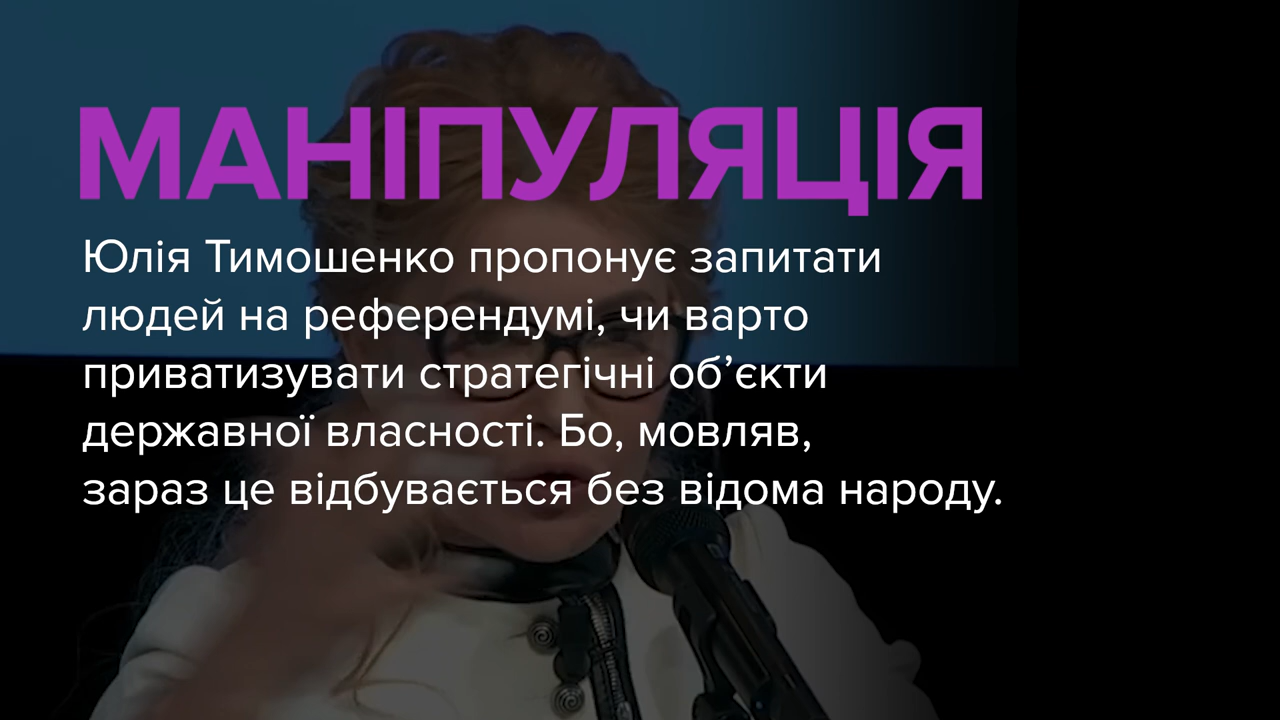 МАНІПУЛЯЦІЯ
Юлія Тимошенко пропонує запитати
людей на референдумі, чи варто
приватизувати стратегічні об’єкти
державної власності. Бо, мовляв,
зараз це відбувається без відома народу.